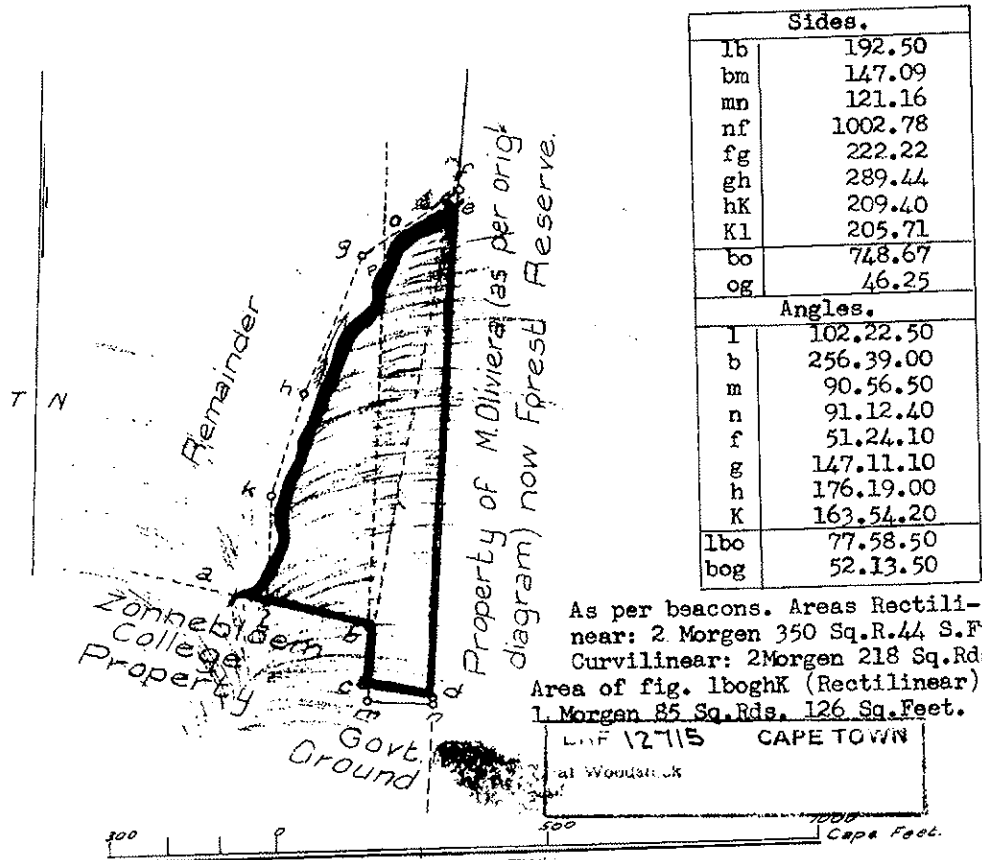 Sides.
lb 192.50
bm 147.09
mn 121.16
nf 1002.78
fg 222.22
gh 289.44
hK 209.40
Kl 205.71
bo 748.67
og 46.25
Angles.
l 102.22.50
b 256.39.00
m 90.56.50
n 91.12.40
f 51.24.10
g 147.11.10
h 176.19.00
K 163.54.20
lbo 77.58.50
bog 52.13.50
As per beacons. Areas Rectili-
near: 2 Morgen 350 Sq.R.44 S.F
Curvilinear: 2Morgen 218 Sq.Rd
Area of fig. lboghK (Rectilinear)
1 Morgen 85 Sq.Rds. 126 Sq.Feet.
12715 CAPE TOWN
at Woodstock
T N
Remainder
Property of M.Oliviera (as per orig!
diagram) now Forest Reserve.
f
e
o
g
p
h
k
a
l
b
c
d
m
n
Zonnebloem
College
Property
Govt.
Ground
300 0 500 1000
Cape Feet.